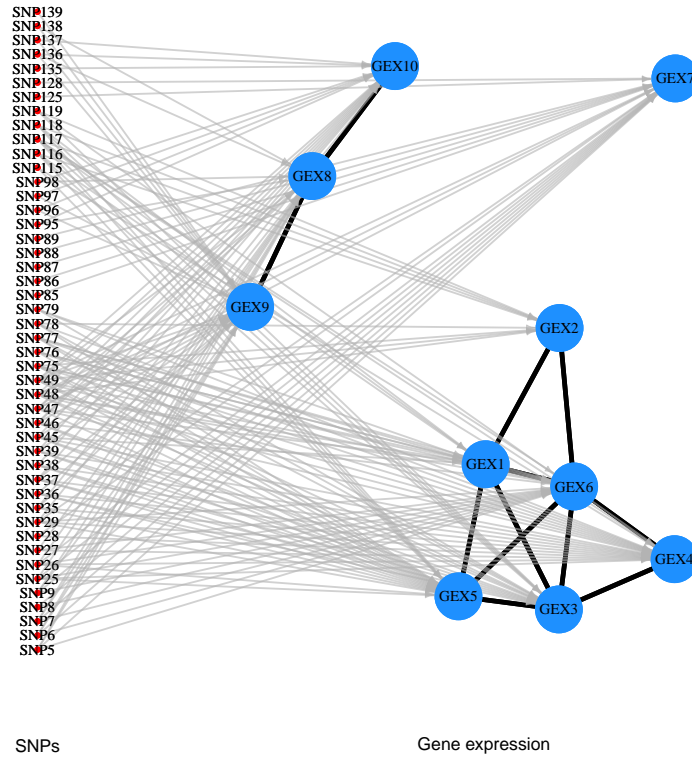 SNP139
SNP138
SNP137
SNP136
SNP135
SNP128
SNP125
SNP119
SNP118
SNP117
SNP116
SNP115
SNP98
SNP97
SNP96
SNP95
SNP89
SNP88
SNP87
SNP86
SNP85
SNP79
SNP78
SNP77
SNP76
SNP75
SNP49
SNP48
SNP47
SNP46
SNP45
SNP39
SNP38
SNP37
SNP36
SNP35
SNP29
SNP28
SNP27
SNP26
SNP25
SNP9
SNP8
SNP7
SNP6
SNP5
GEX10
GEX7
GEX8
GEX9
GEX2
GEX1
GEX6
GEX4
GEX5
GEX3
SNPs
Gene expression